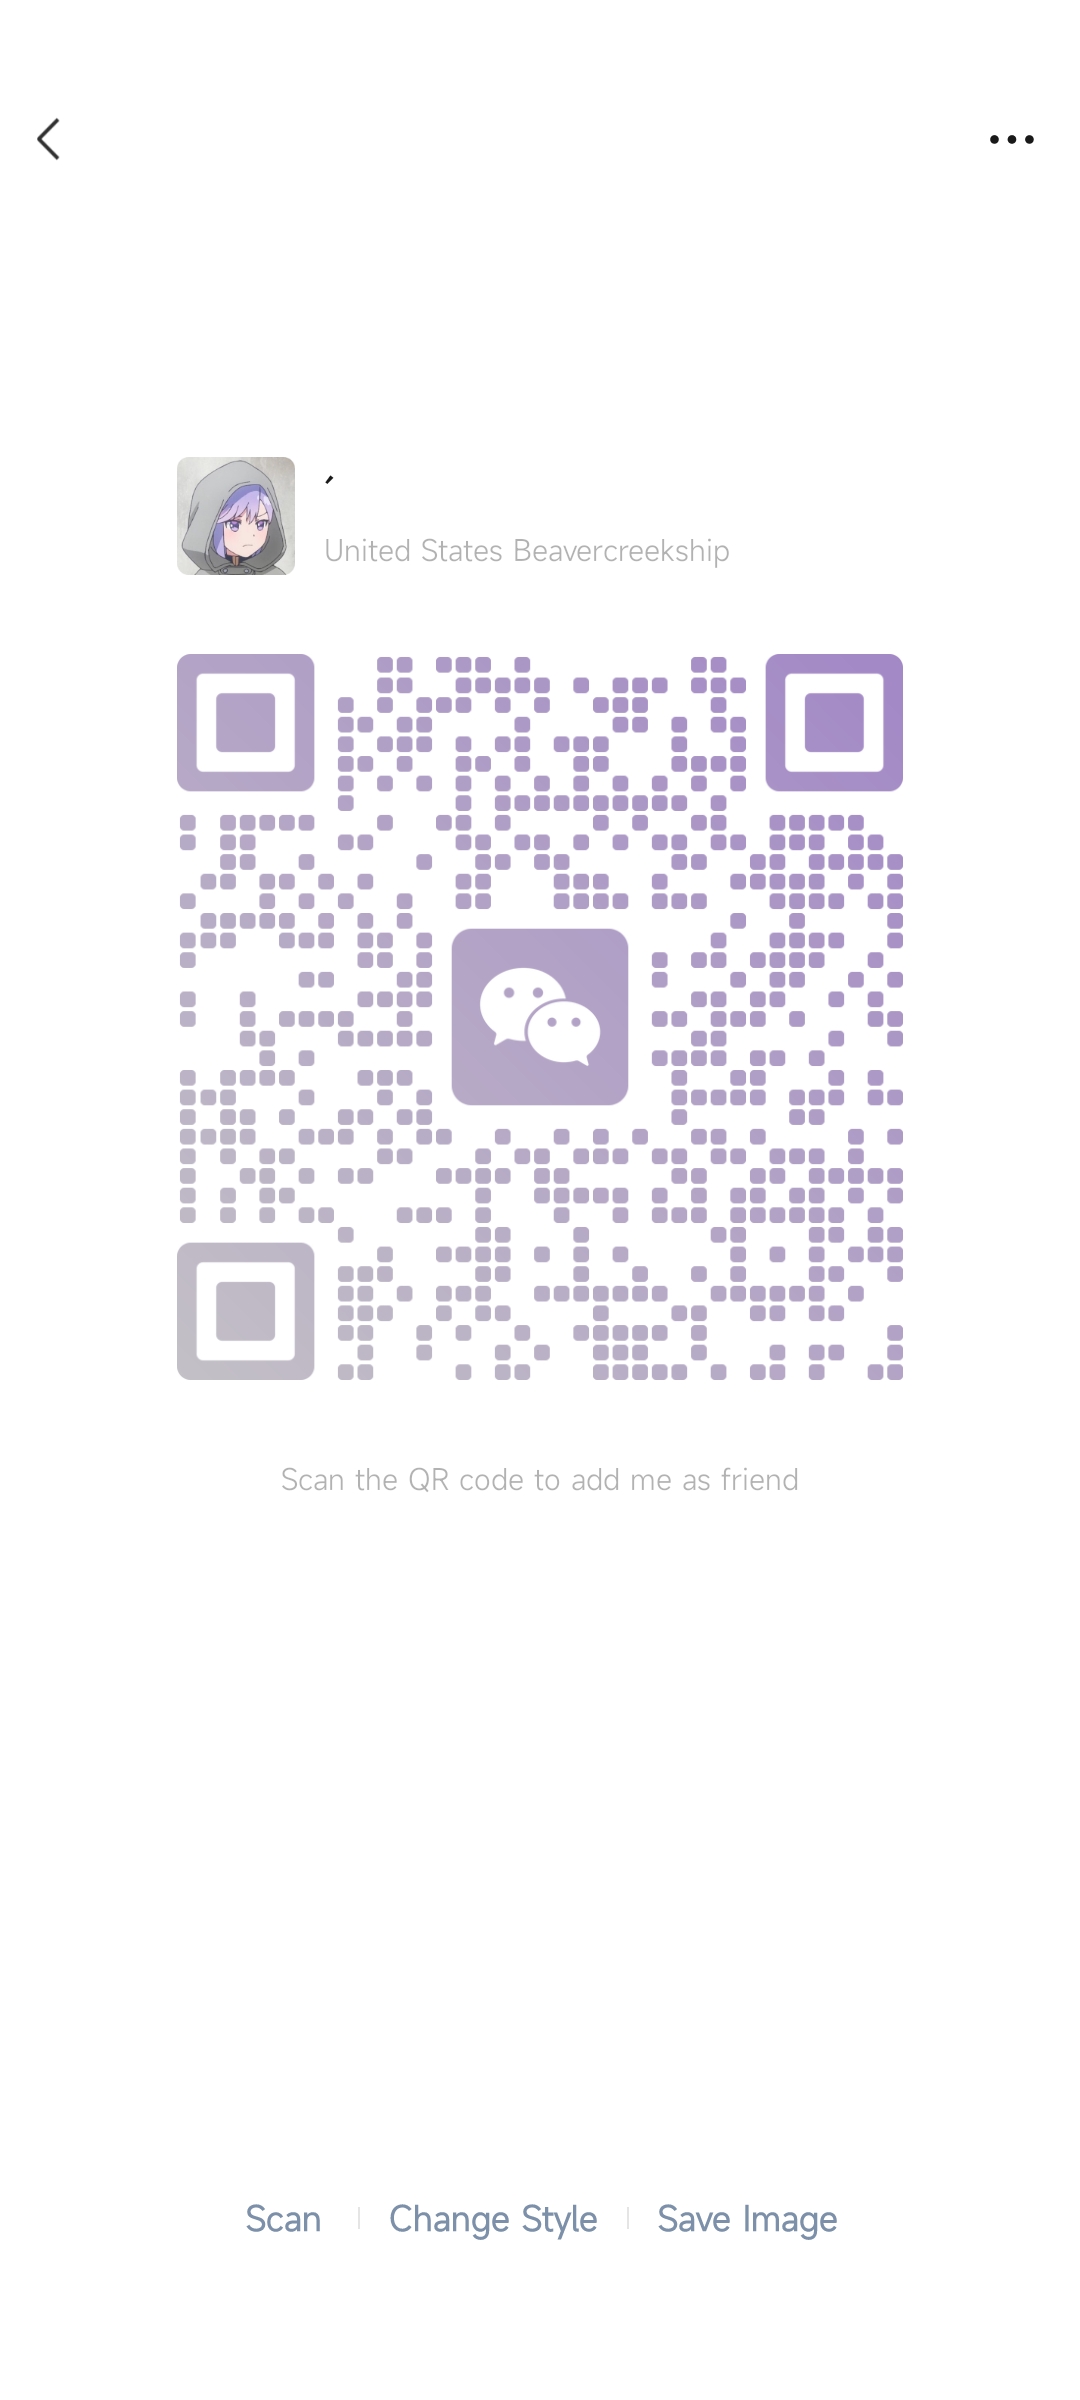 ˊ
United States Beavercreekship
Scan the QR code to add me as friend
Scan
Change Style
Save Image